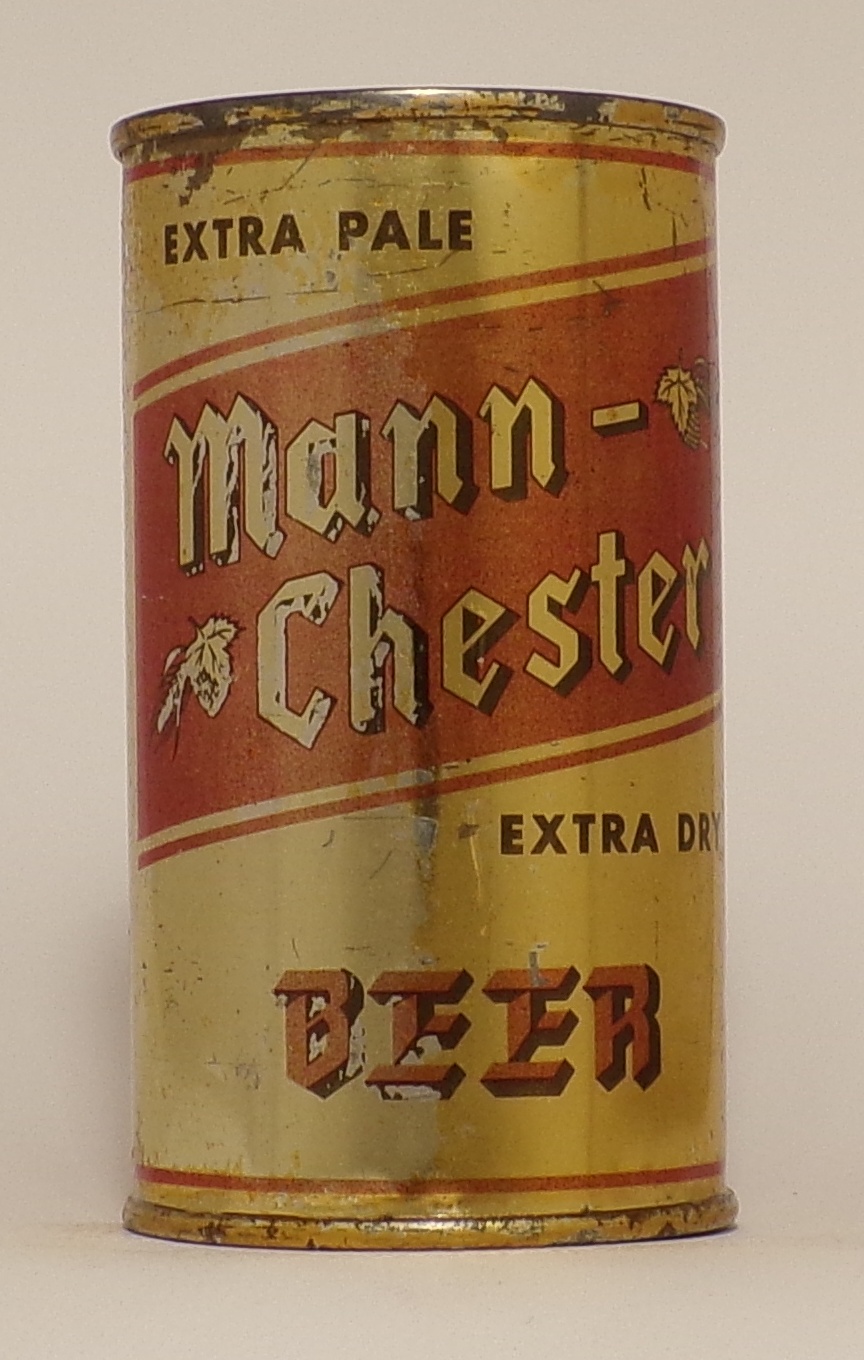 EXTRA PALE
Mann-
Chester
EXTRA DRY
BEER